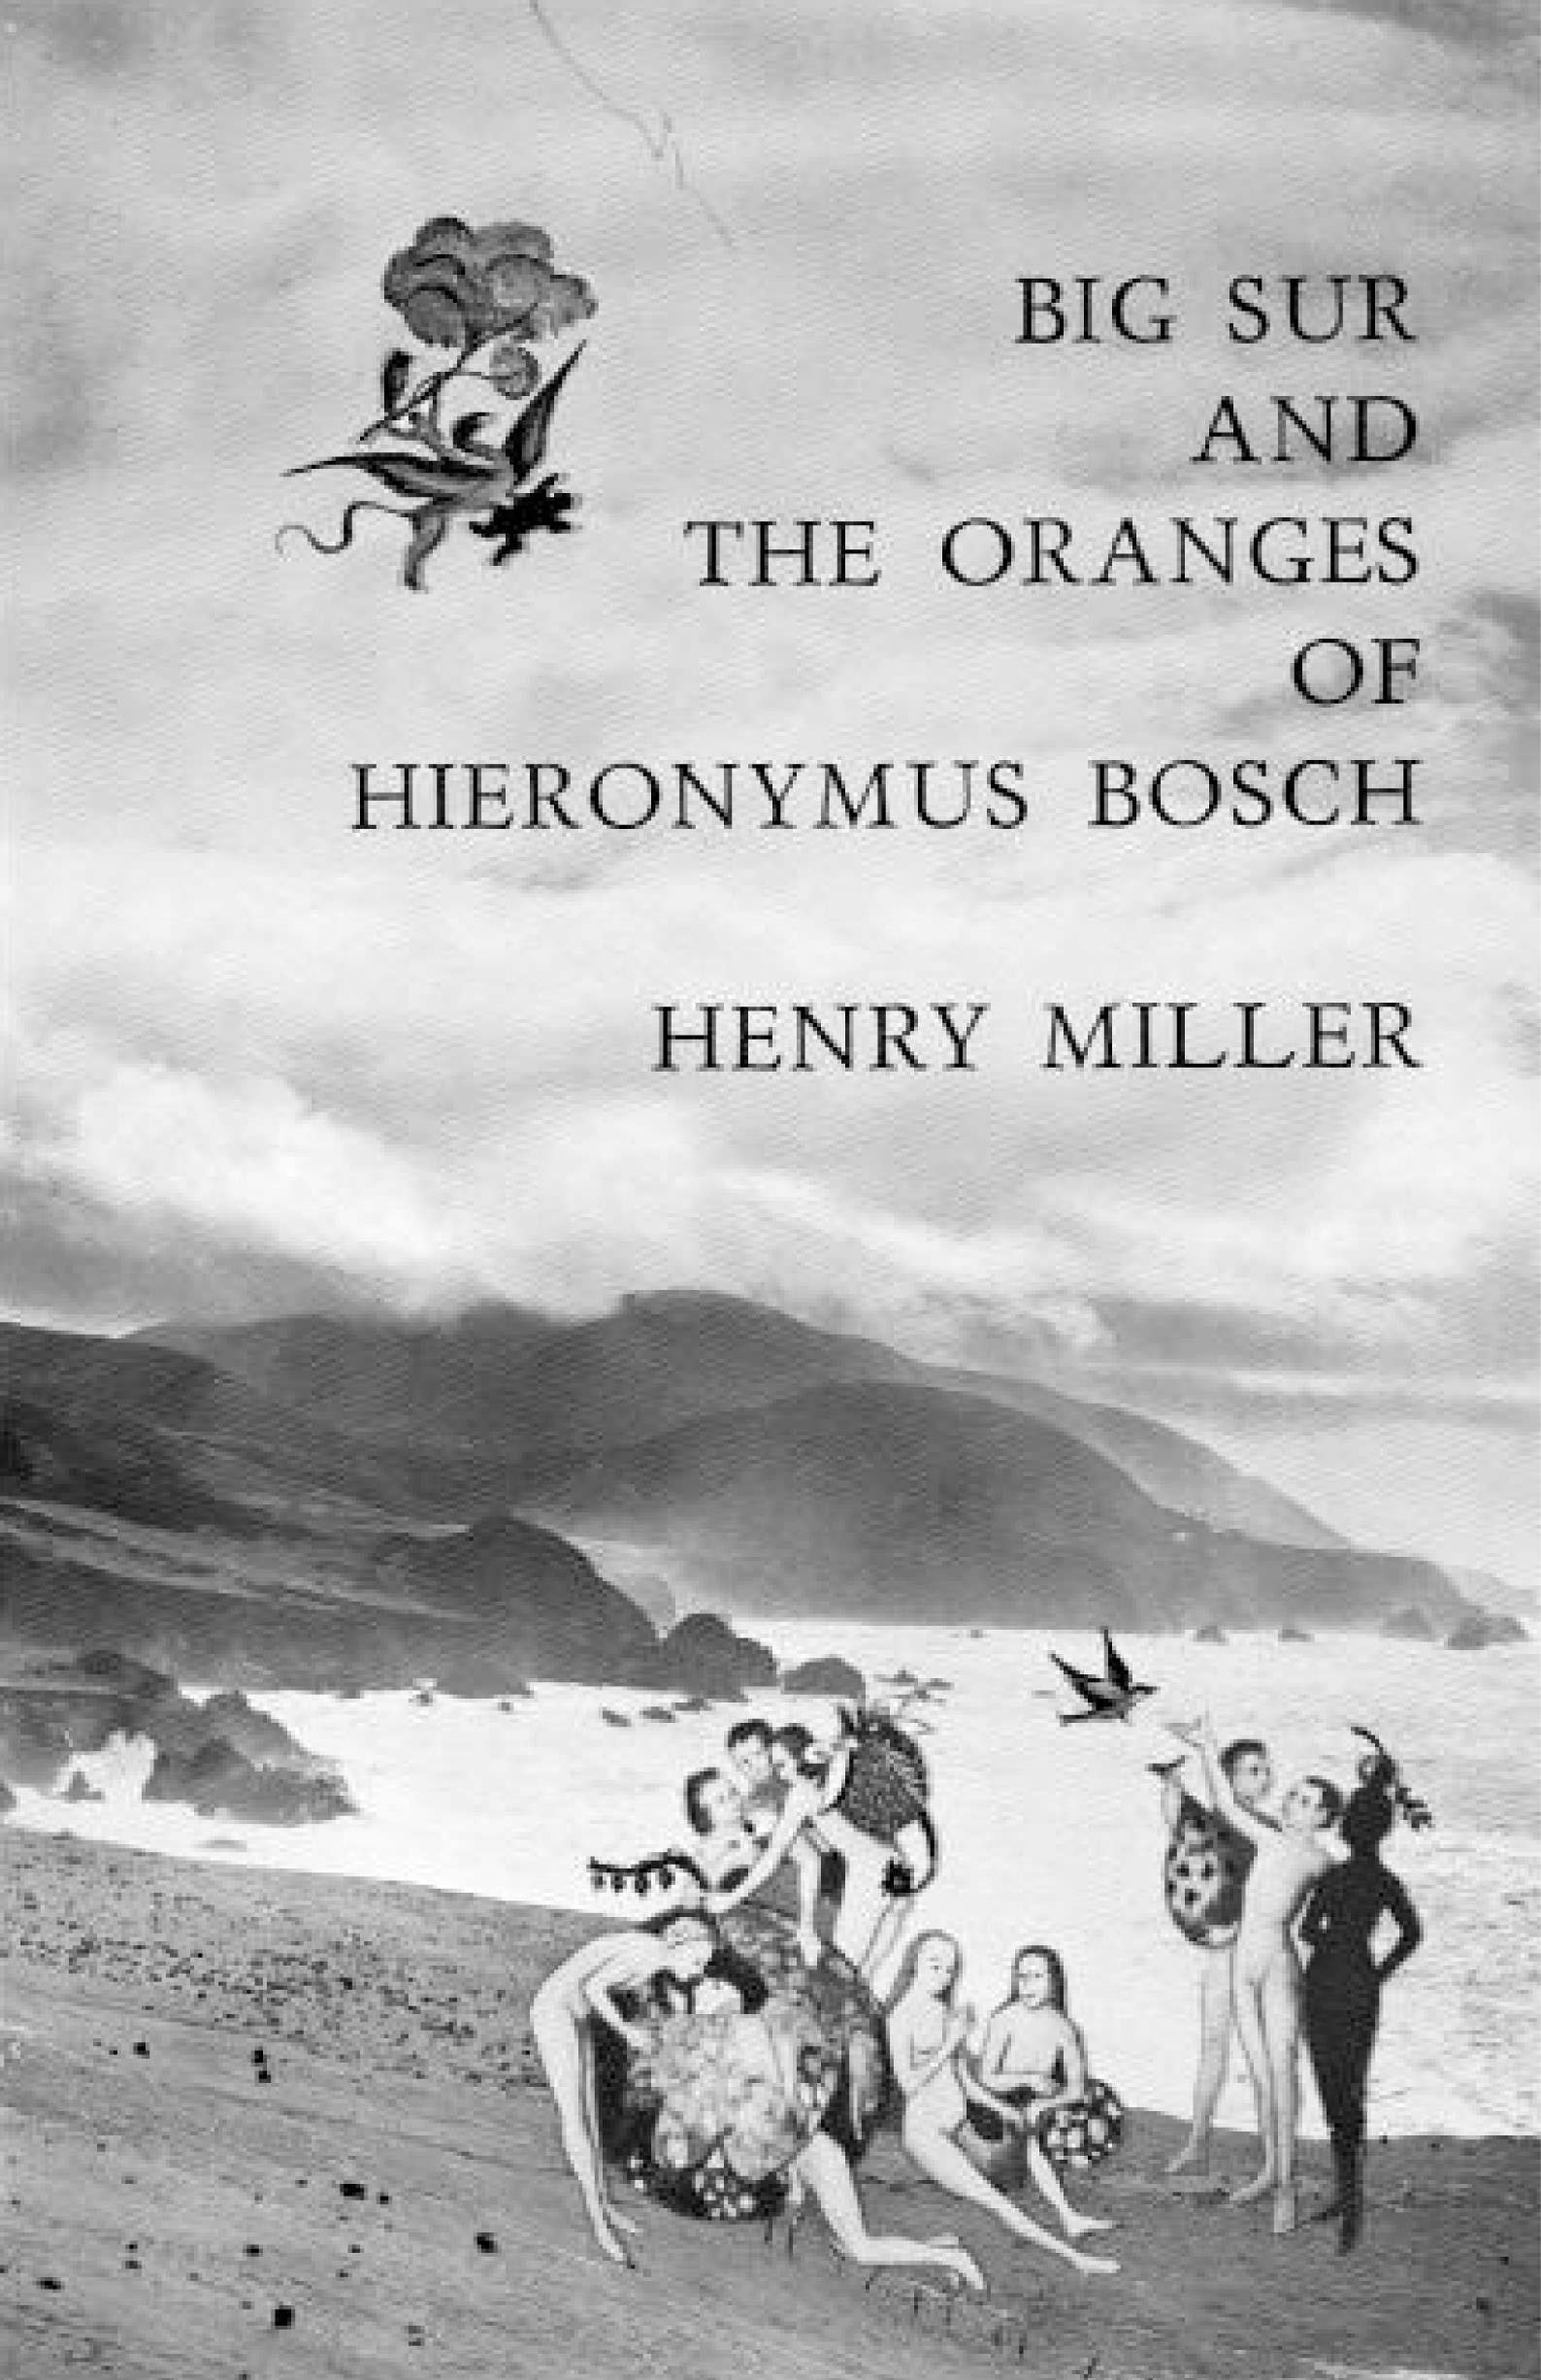 BIG SUR
AND
THE ORANGES
OF
HIERONYMUS BOSCH
HENRY MILLER